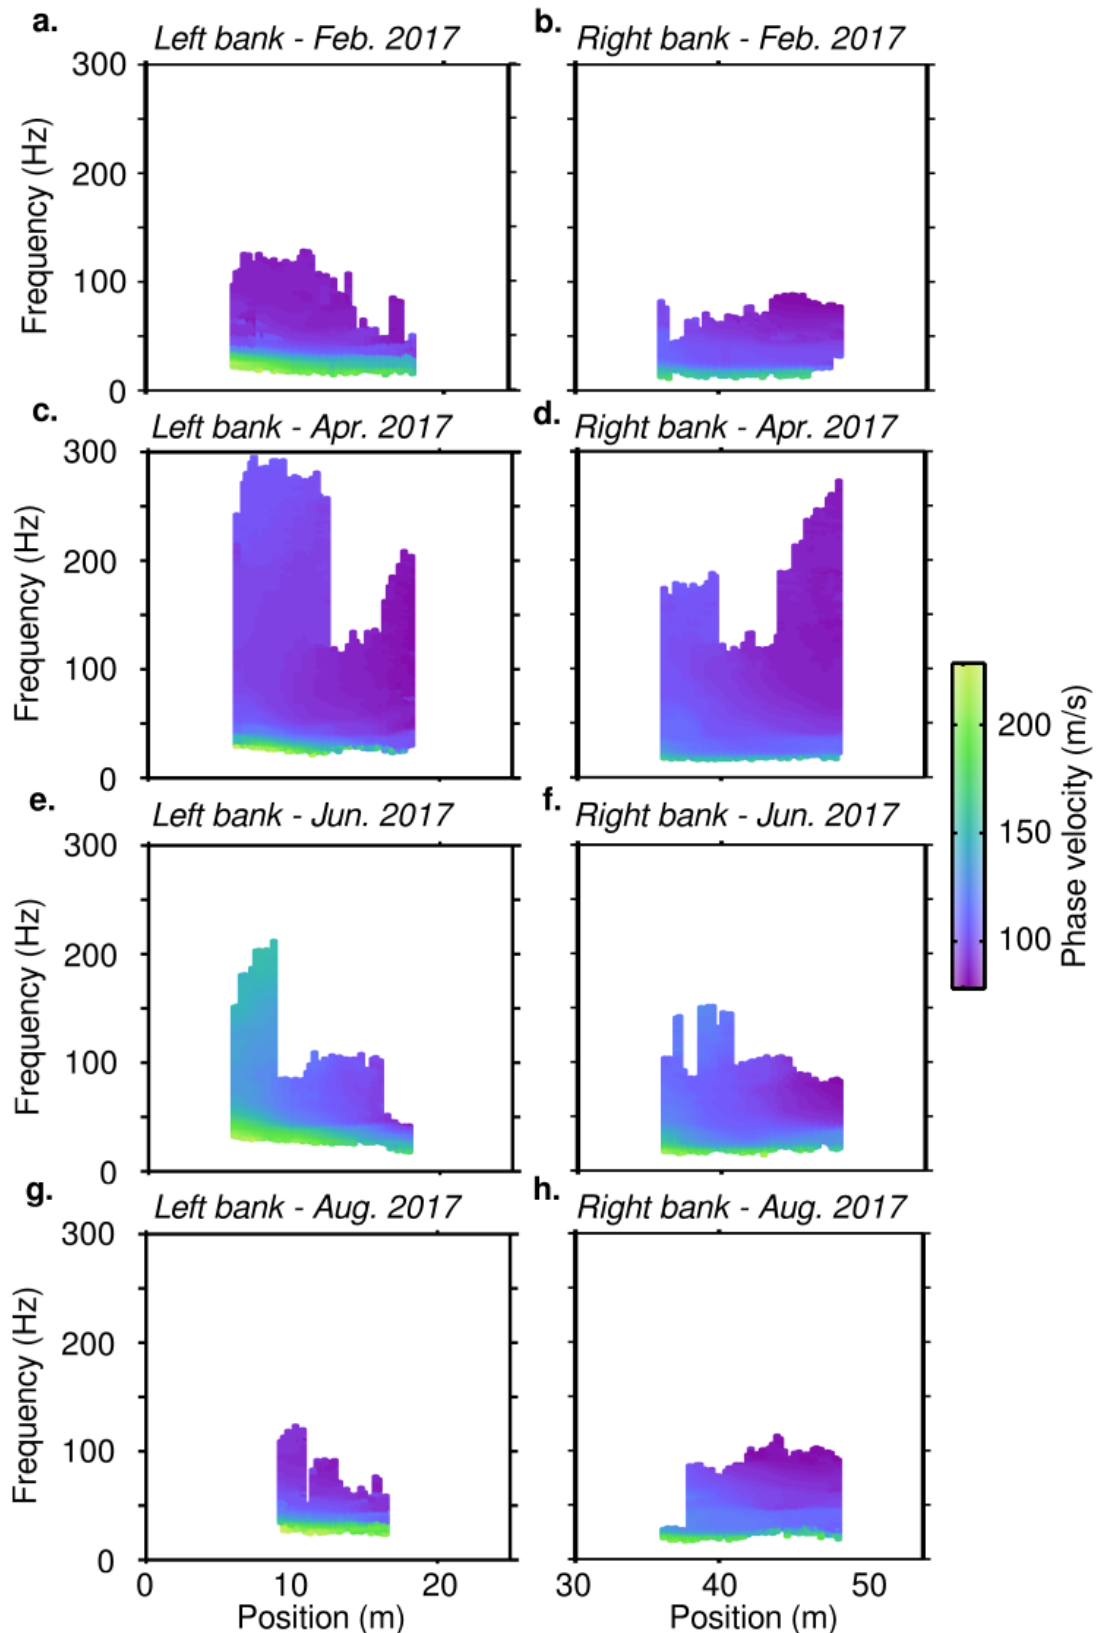 a. Left bank - Feb. 2017
b. Right bank - Feb. 2017
300
200
100
0
Frequency (Hz)
c. Left bank - Apr. 2017
d. Right bank - Apr. 2017
300
200
100
0
Frequency (Hz)
200
150
100
Phase velocity (m/s)
e. Left bank - Jun. 2017
f. Right bank - Jun. 2017
300
200
100
0
Frequency (Hz)
g. Left bank - Aug. 2017
h. Right bank - Aug. 2017
300
200
100
0
Frequency (Hz)
0 10 20
30 40 50
Position (m)
Position (m)